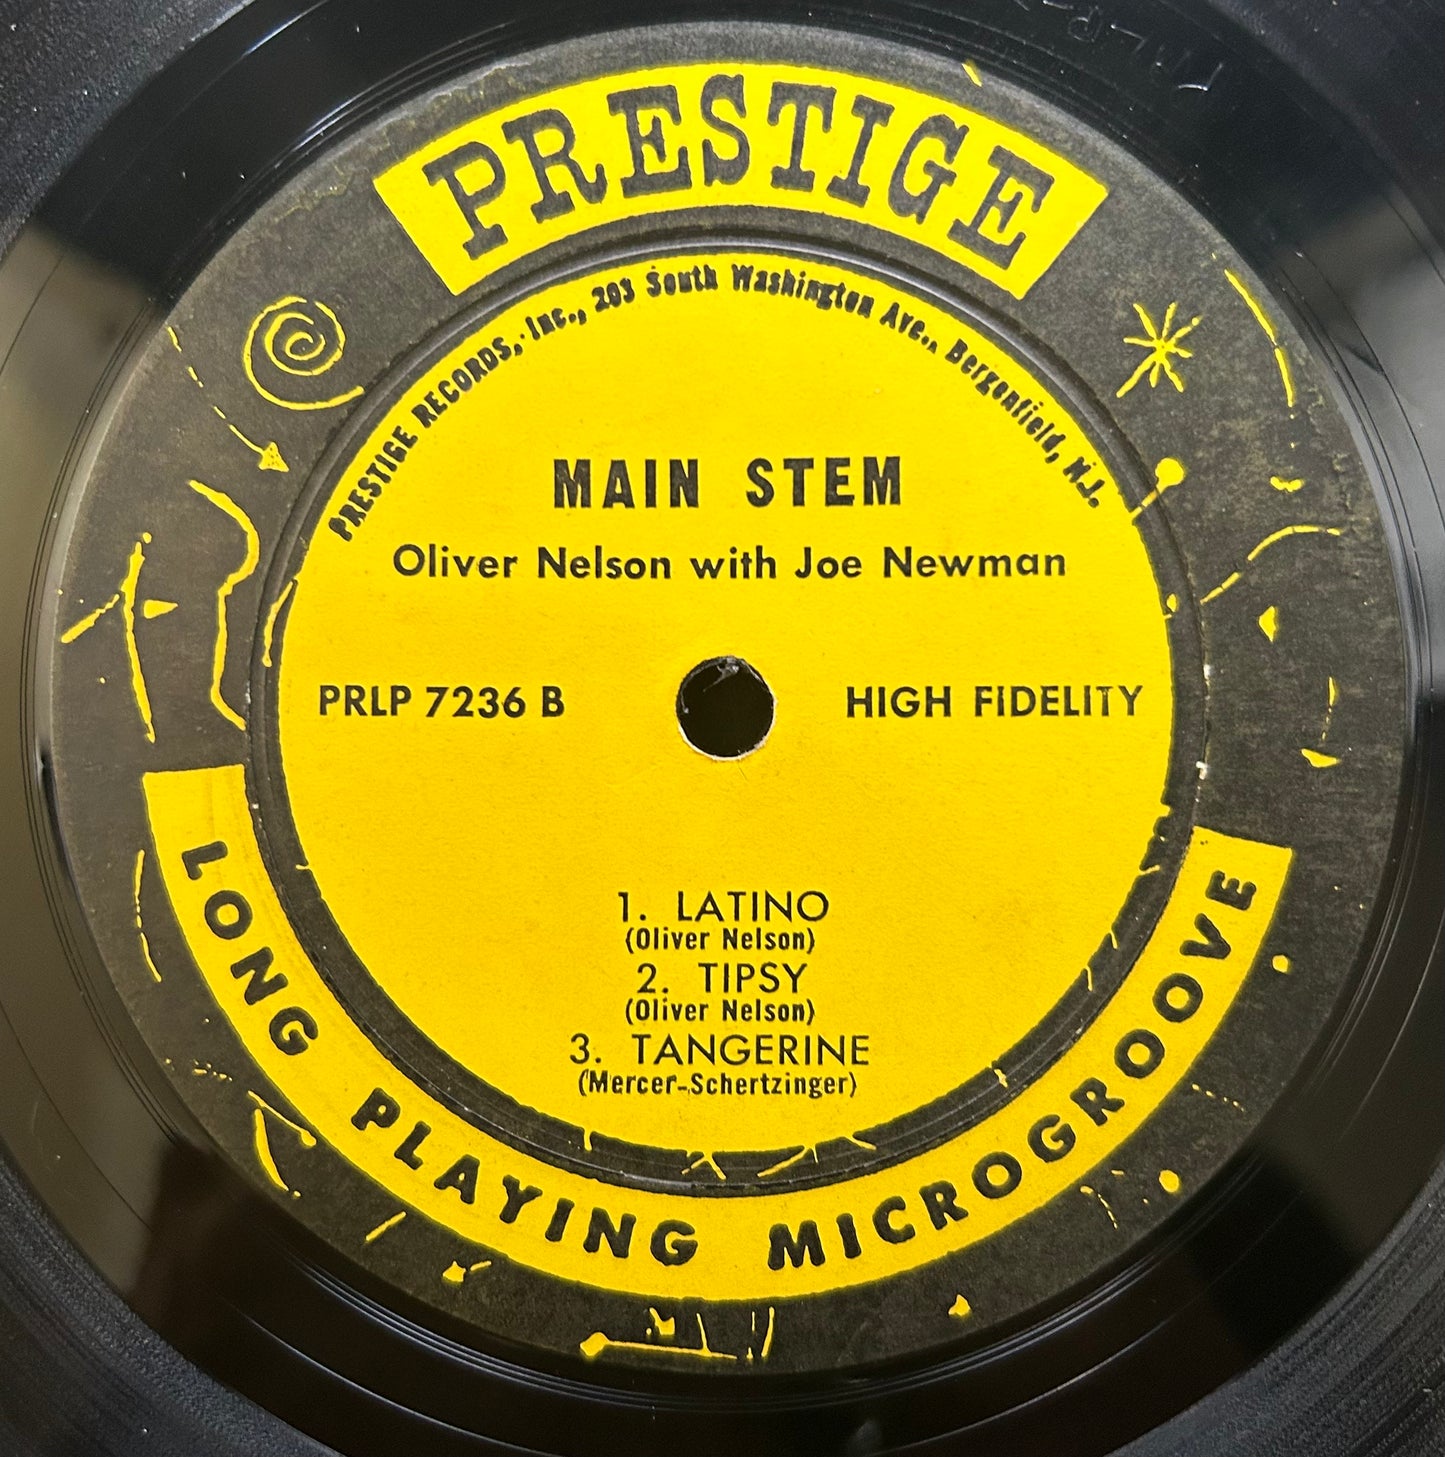 PRESTIGE
PRESTIGE RECORDS, Inc., 203 South Washington Ave., Bergenfield, N.J.
MAIN STEM
Oliver Nelson with Joe Newman
PRLP 7236 B
HIGH FIDELITY
1. LATINO
(Oliver Nelson)
2. TIPSY
(Oliver Nelson)
3. TANGERINE
(Mercer-Schertzinger)
LONG PLAYING MICROGROOVE